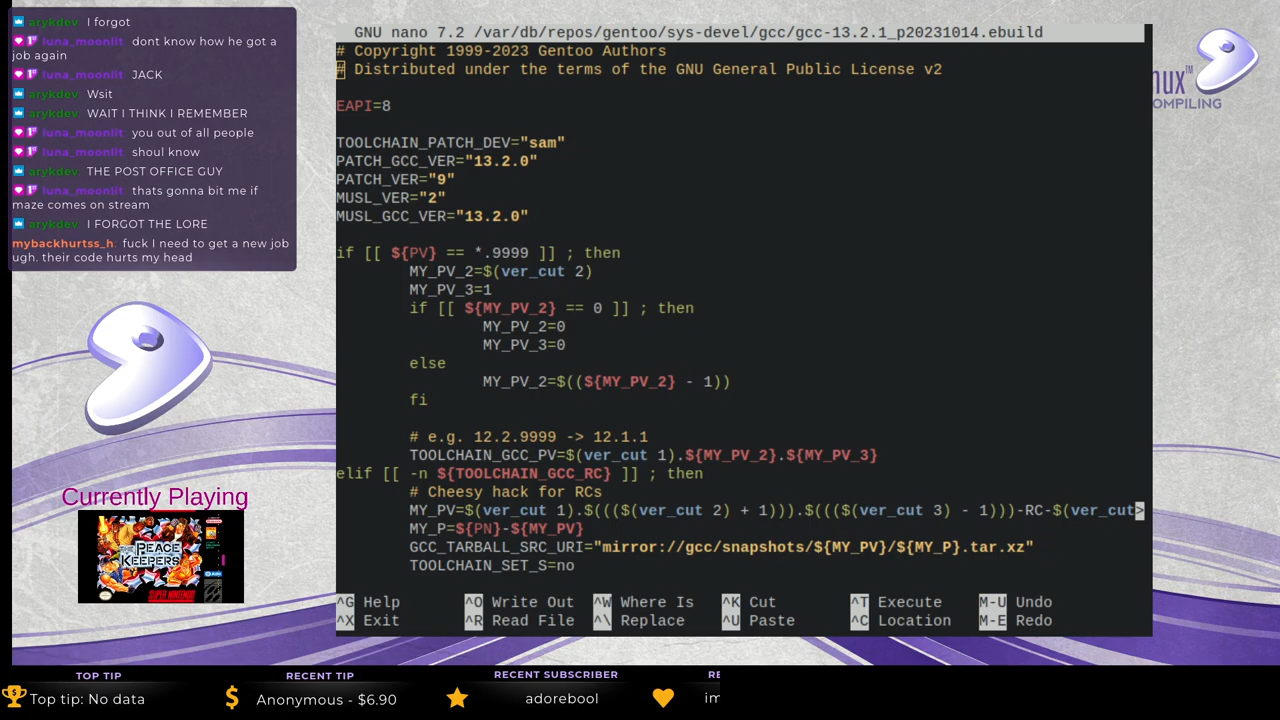 arykdev: I forgot
luna_moonlit: dont know how he got a
job again
luna_moonlit: JACK
arykdev: Wsit
arykdev: WAIT I THINK I REMEMBER
luna_moonlit: you out of all people
luna_moonlit: shoul know
arykdev: THE POST OFFICE GUY
luna_moonlit: thats gonna bit me if
maze comes on stream
arykdev: I FORGOT THE LORE
mybackhurtss_h: fuck I need to get a new job
ugh. their code hurts my head
GNU nano 7.2 /var/db/repos/gentoo/sys-devel/gcc/gcc-13.2.1_p20231014.ebuild
# Copyright 1999-2023 Gentoo Authors
# Distributed under the terms of the GNU General Public License v2
EAPI=8
TOOLCHAIN_PATCH_DEV="sam"
PATCH_GCC_VER="13.2.0"
PATCH_VER="9"
MUSL_VER="2"
MUSL_GCC_VER="13.2.0"
if [[ ${PV} == *.9999 ]] ; then
MY_PV_2=$(ver_cut 2)
MY_PV_3=1
if [[ ${MY_PV_2} == 0 ]] ; then
MY_PV_2=0
MY_PV_3=0
else
MY_PV_2=$((${MY_PV_2} - 1))
fi
# e.g. 12.2.9999 -> 12.1.1
TOOLCHAIN_GCC_PV=$(ver_cut 1).${MY_PV_2}.${MY_PV_3}
elif [[ -n ${TOOLCHAIN_GCC_RC} ]] ; then
# Cheesy hack for RCs
MY_PV=$(ver_cut 1).$((($(ver_cut 2) + 1))).$((($(ver_cut 3) - 1)))-RC-$(ver_cut>
MY_P=${PN}-${MY_PV}
GCC_TARBALL_SRC_URI="mirror://gcc/snapshots/${MY_PV}/${MY_P}.tar.xz"
TOOLCHAIN_SET_S=no
^G Help ^O Write Out ^W Where Is ^K Cut ^T Execute M-U Undo
^X Exit ^R Read File ^\ Replace ^U Paste ^C Location M-E Redo
nux™
OMPILING
Currently Playing
THE PEACE KEEPERS
SUPER NINTENDO
TOP TIP
Top tip: No data
RECENT TIP
Anonymous - $6.90
RECENT SUBSCRIBER
adorebool
RE
im